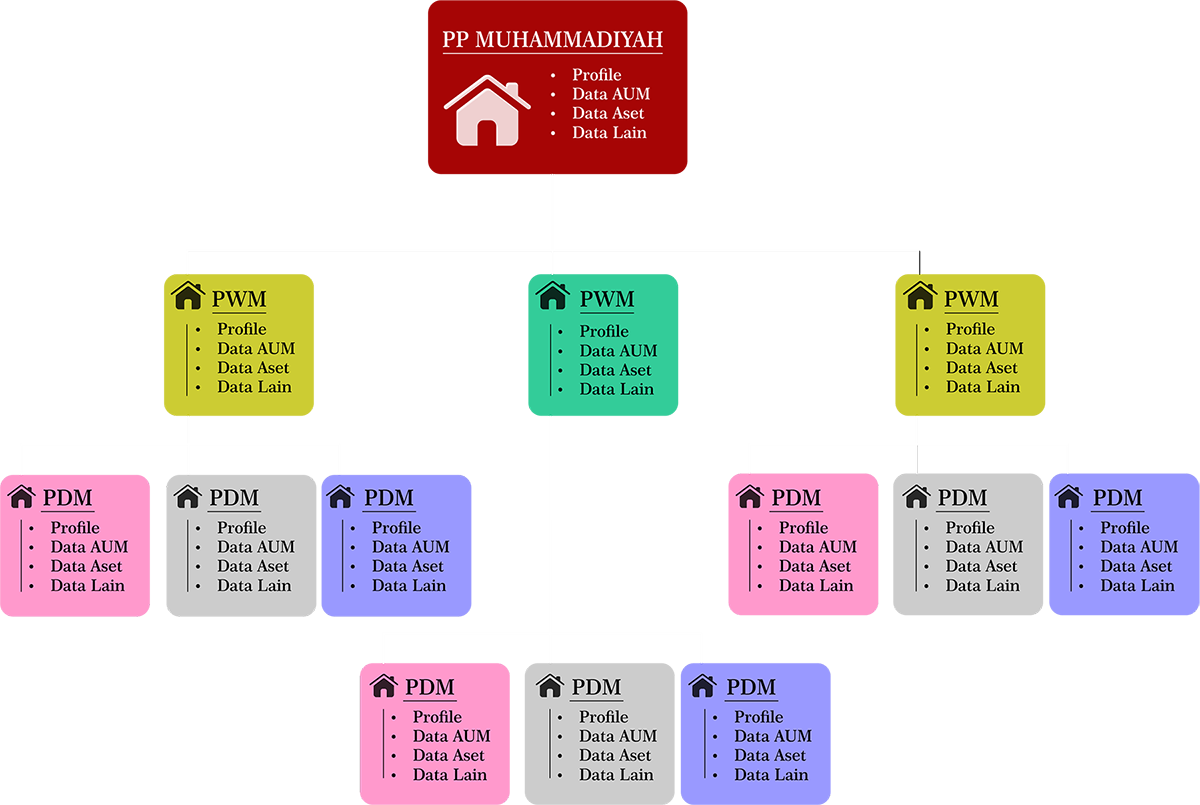 PP MUHAMMADIYAH
• Profile
• Data AUM
• Data Aset
• Data Lain
PWM
• Profile
• Data AUM
• Data Aset
• Data Lain
PWM
• Profile
• Data AUM
• Data Aset
• Data Lain
PWM
• Profile
• Data AUM
• Data Aset
• Data Lain
PDM
• Profile
• Data AUM
• Data Aset
• Data Lain
PDM
• Profile
• Data AUM
• Data Aset
• Data Lain
PDM
• Profile
• Data AUM
• Data Aset
• Data Lain
PDM
• Profile
• Data AUM
• Data Aset
• Data Lain
PDM
• Profile
• Data AUM
• Data Aset
• Data Lain
PDM
• Profile
• Data AUM
• Data Aset
• Data Lain
PDM
• Profile
• Data AUM
• Data Aset
• Data Lain
PDM
• Profile
• Data AUM
• Data Aset
• Data Lain
PDM
• Profile
• Data AUM
• Data Aset
• Data Lain